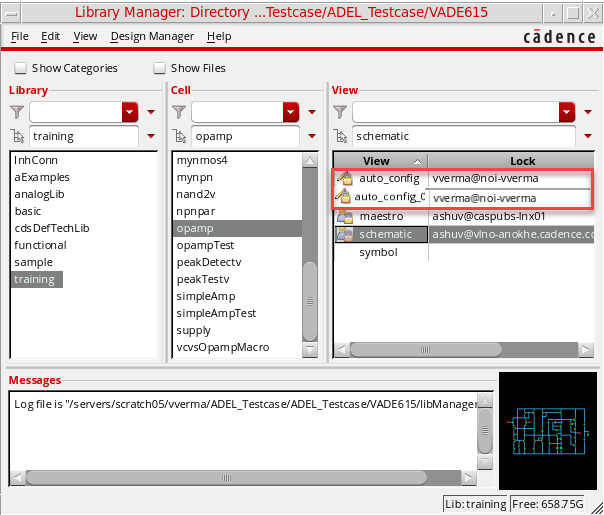 Library Manager: Directory ...Testcase/ADEL_Testcase/VADE615
File Edit View Design Manager Help
cādence
Show Categories Show Files
Library Cell View
training opamp schematic
View Lock
InhConn mynmos4 auto_config vverma@noi-vverma
aExamples mynpn auto_config_0 vverma@noi-vverma
analogLib nand2v maestro ashuv@caspubs-lnx01
basic npnpar schematic ashuv@vlno-anokhe.cadence.co
cdsDefTechLib opamp symbol
functional opampTest
sample peakDetectv
training peakTestv
simpleAmp
simpleAmpTest
supply
vcvsOpampMacro
Messages
Log file is "/servers/scratch05/vverma/ADEL_Testcase/ADEL_Testcase/VADE615/libManager
Lib: training Free: 658.75G